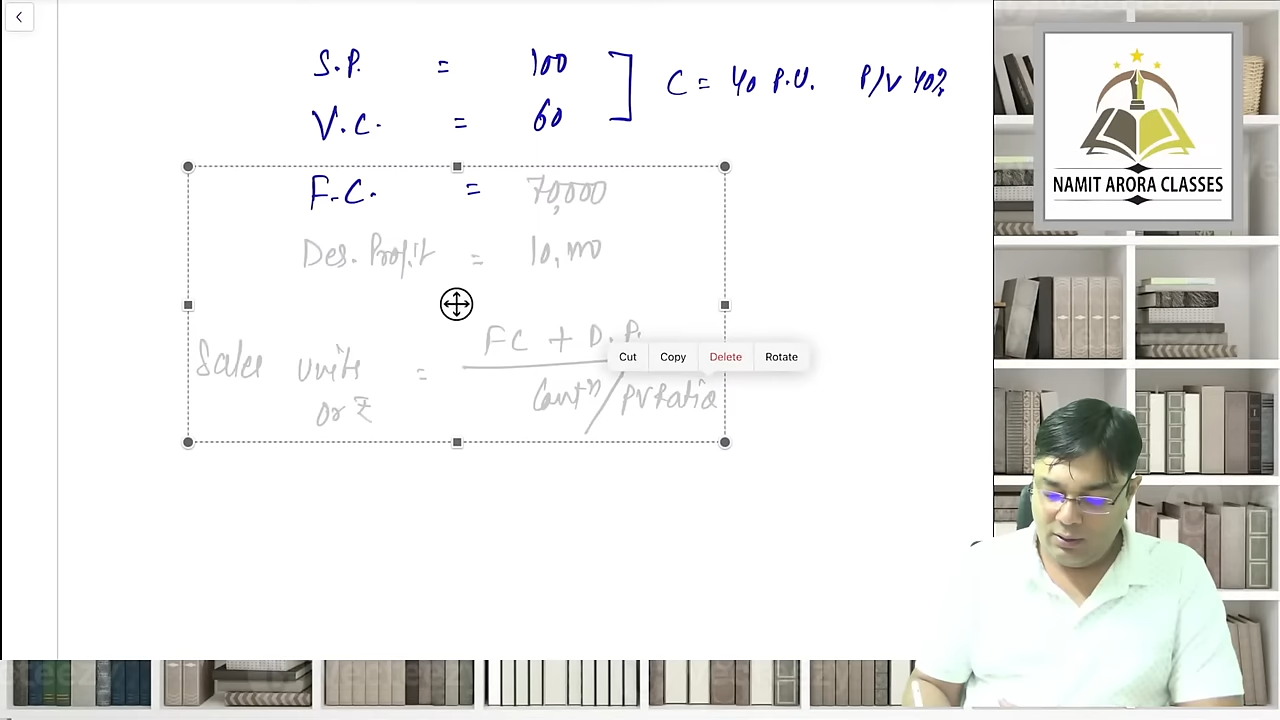 S.P. = 100
V.C. = 60
C = 40 P.U. P/V 40%
F.C. = 70,000
Des. Profit = 10,000
Sales units or ₹ = FC + D.P. / Contⁿ/PV Ratio
Cut Copy Delete Rotate
NAMIT ARORA CLASSES